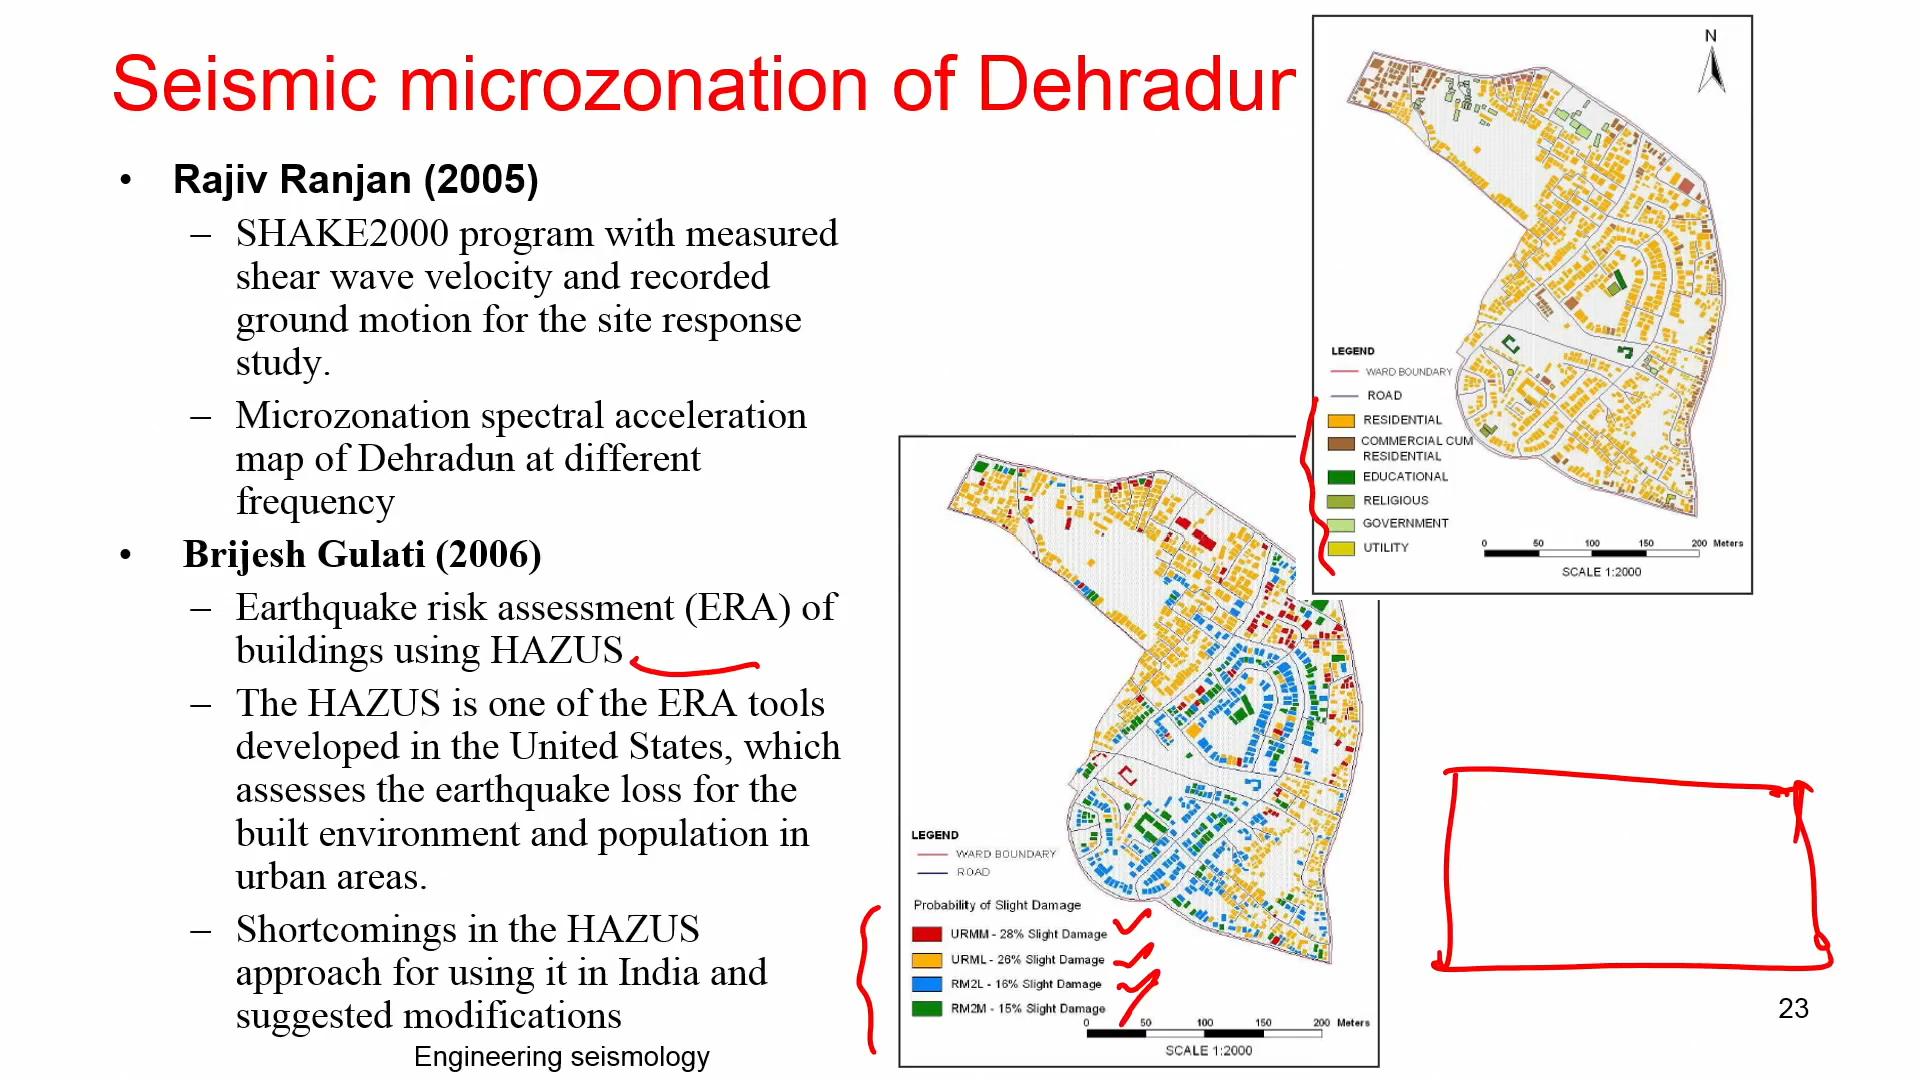 Seismic microzonation of Dehradun
• Rajiv Ranjan (2005)
– SHAKE2000 program with measured
shear wave velocity and recorded
ground motion for the site response
study.
– Microzonation spectral acceleration
map of Dehradun at different
frequency
• Brijesh Gulati (2006)
– Earthquake risk assessment (ERA) of
buildings using HAZUS
– The HAZUS is one of the ERA tools
developed in the United States, which
assesses the earthquake loss for the
built environment and population in
urban areas.
– Shortcomings in the HAZUS
approach for using it in India and
suggested modifications
Engineering seismology
N
LEGEND
WARD BOUNDARY
ROAD
RESIDENTIAL
COMMERCIAL CUM
RESIDENTIAL
EDUCATIONAL
RELIGIOUS
GOVERNMENT
UTILITY
0 50 100 150 200 Meters
SCALE 1:2000
LEGEND
WARD BOUNDARY
ROAD
Probability of Slight Damage
URMM - 28% Slight Damage
URML - 26% Slight Damage
RM2L - 16% Slight Damage
RM2M - 15% Slight Damage
0 50 100 150 200 Meters
SCALE 1:2000
23